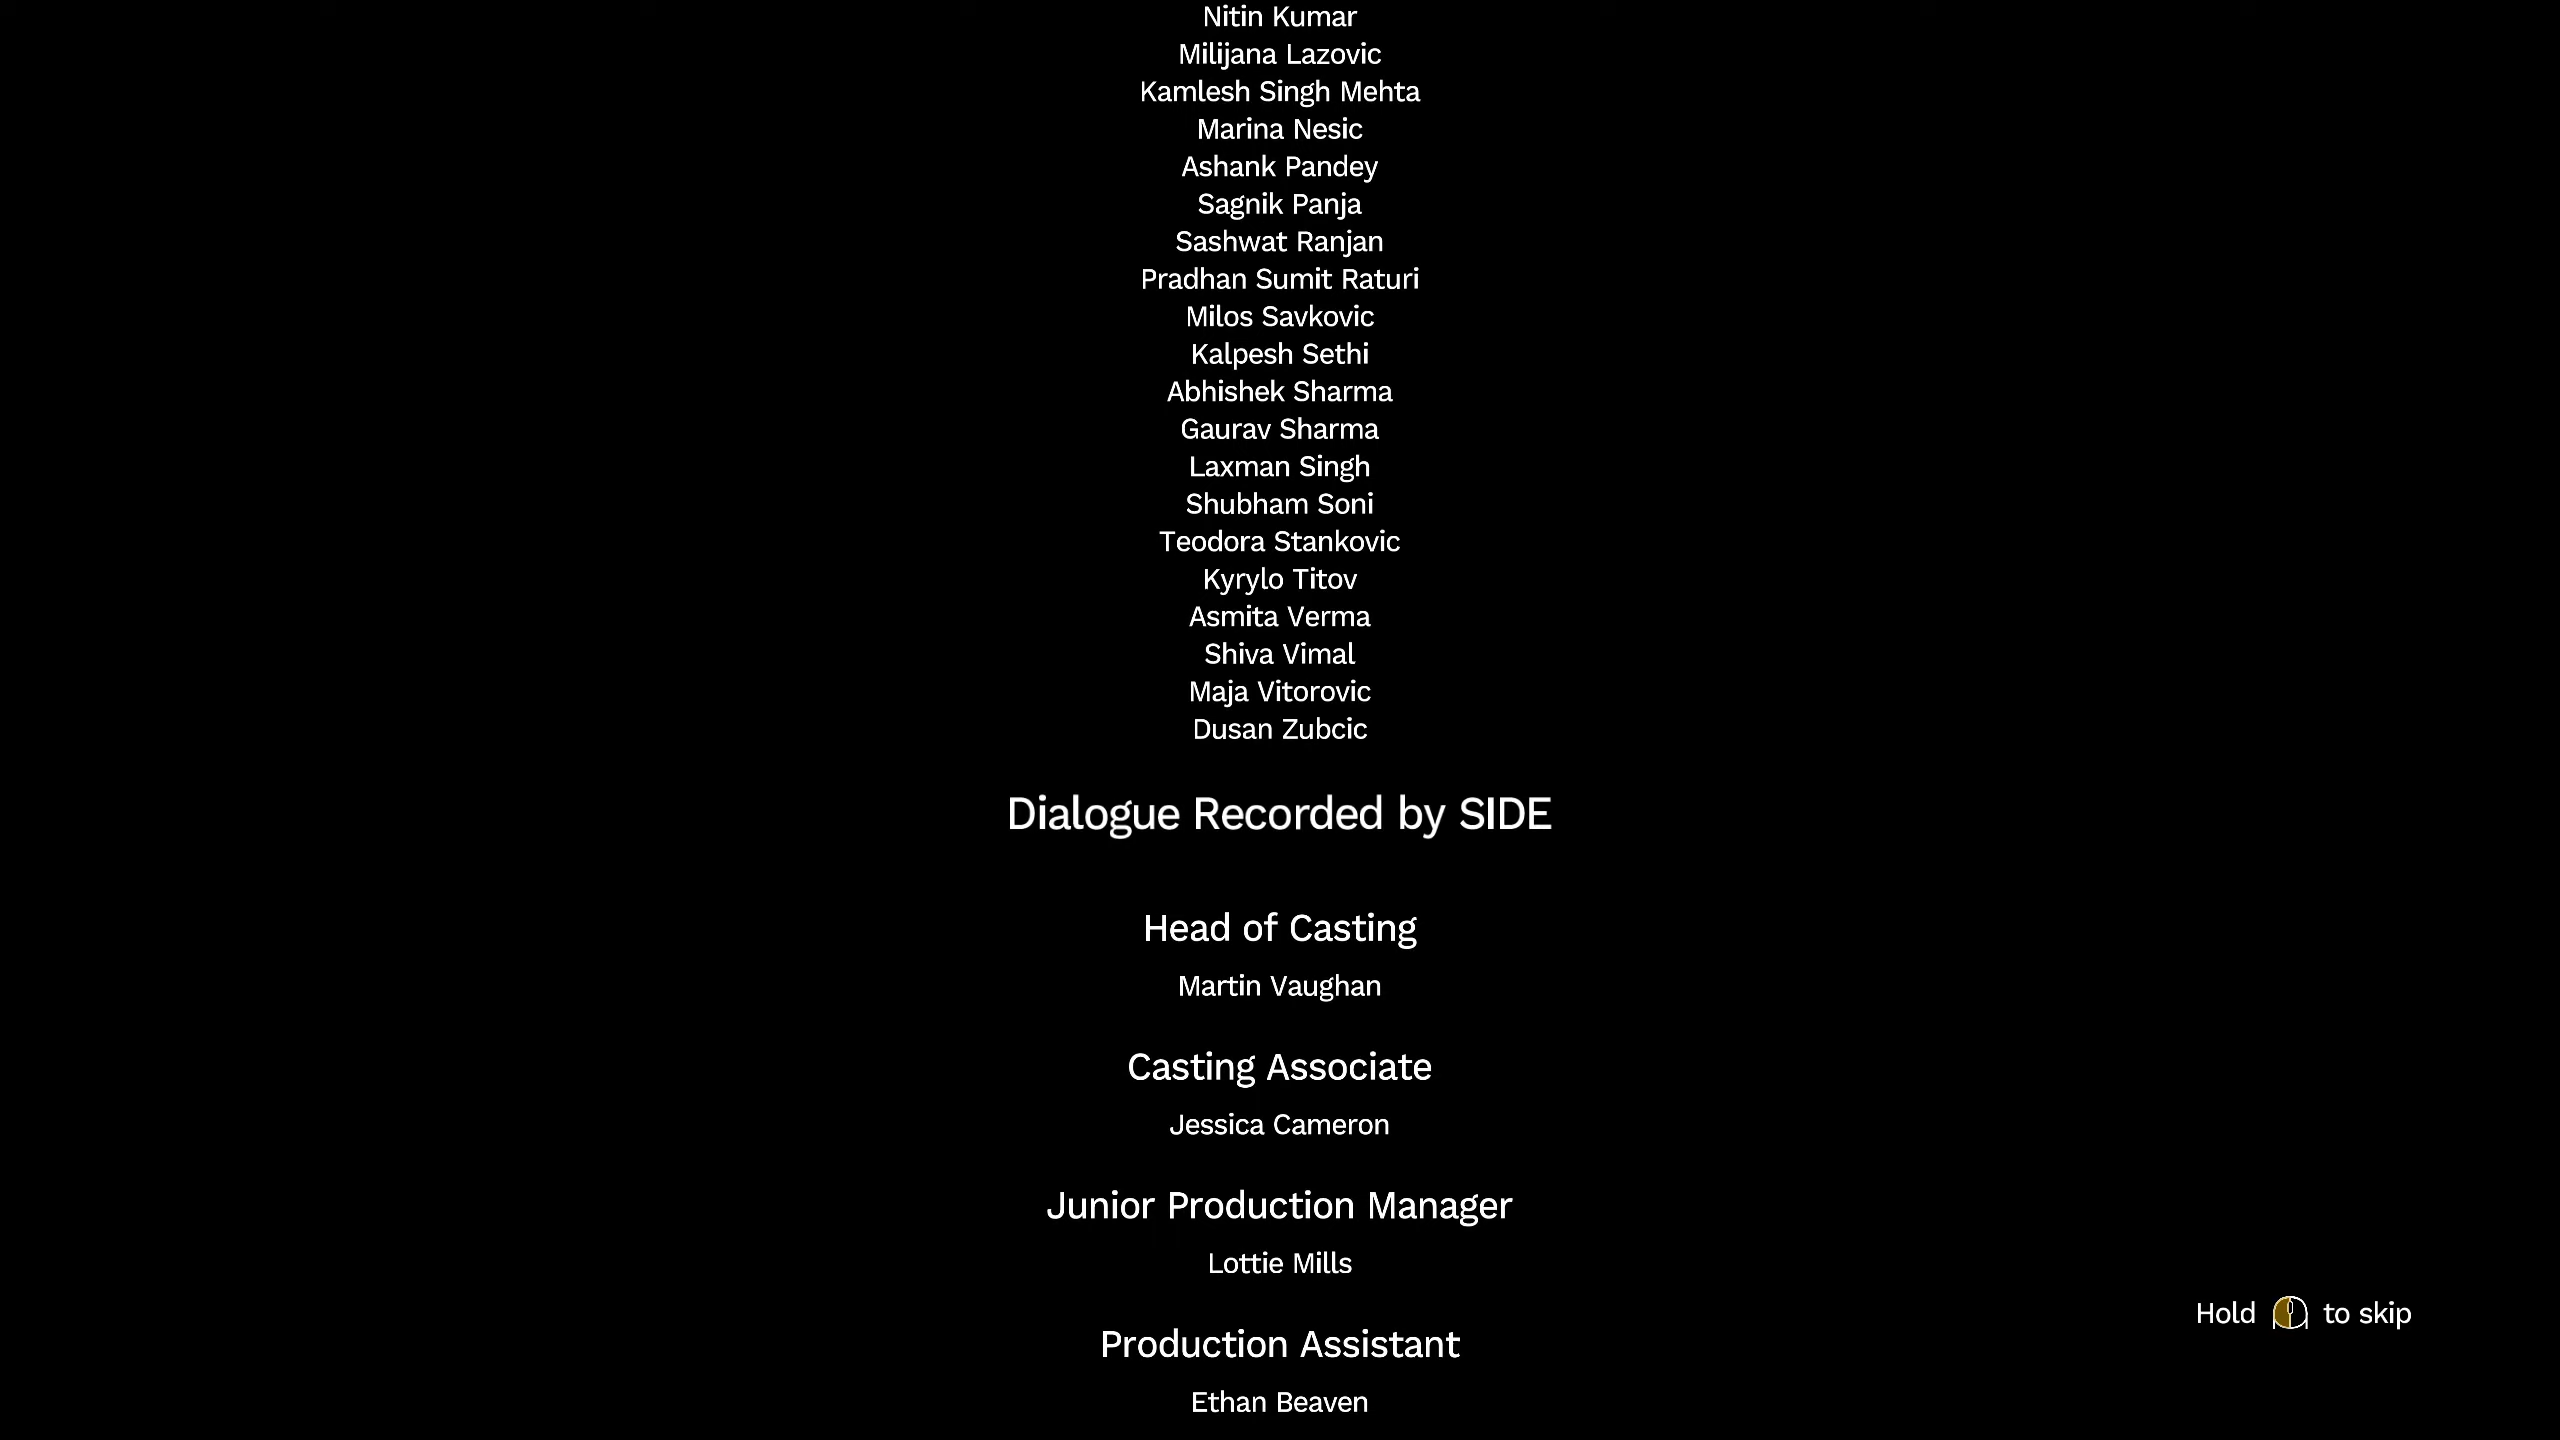 Nitin Kumar
Milijana Lazovic
Kamlesh Singh Mehta
Marina Nesic
Ashank Pandey
Sagnik Panja
Sashwat Ranjan
Pradhan Sumit Raturi
Milos Savkovic
Kalpesh Sethi
Abhishek Sharma
Gaurav Sharma
Laxman Singh
Shubham Soni
Teodora Stankovic
Kyrylo Titov
Asmita Verma
Shiva Vimal
Maja Vitorovic
Dusan Zubcic
Dialogue Recorded by SIDE
Head of Casting
Martin Vaughan
Casting Associate
Jessica Cameron
Junior Production Manager
Lottie Mills
Hold to skip
Production Assistant
Ethan Beaven